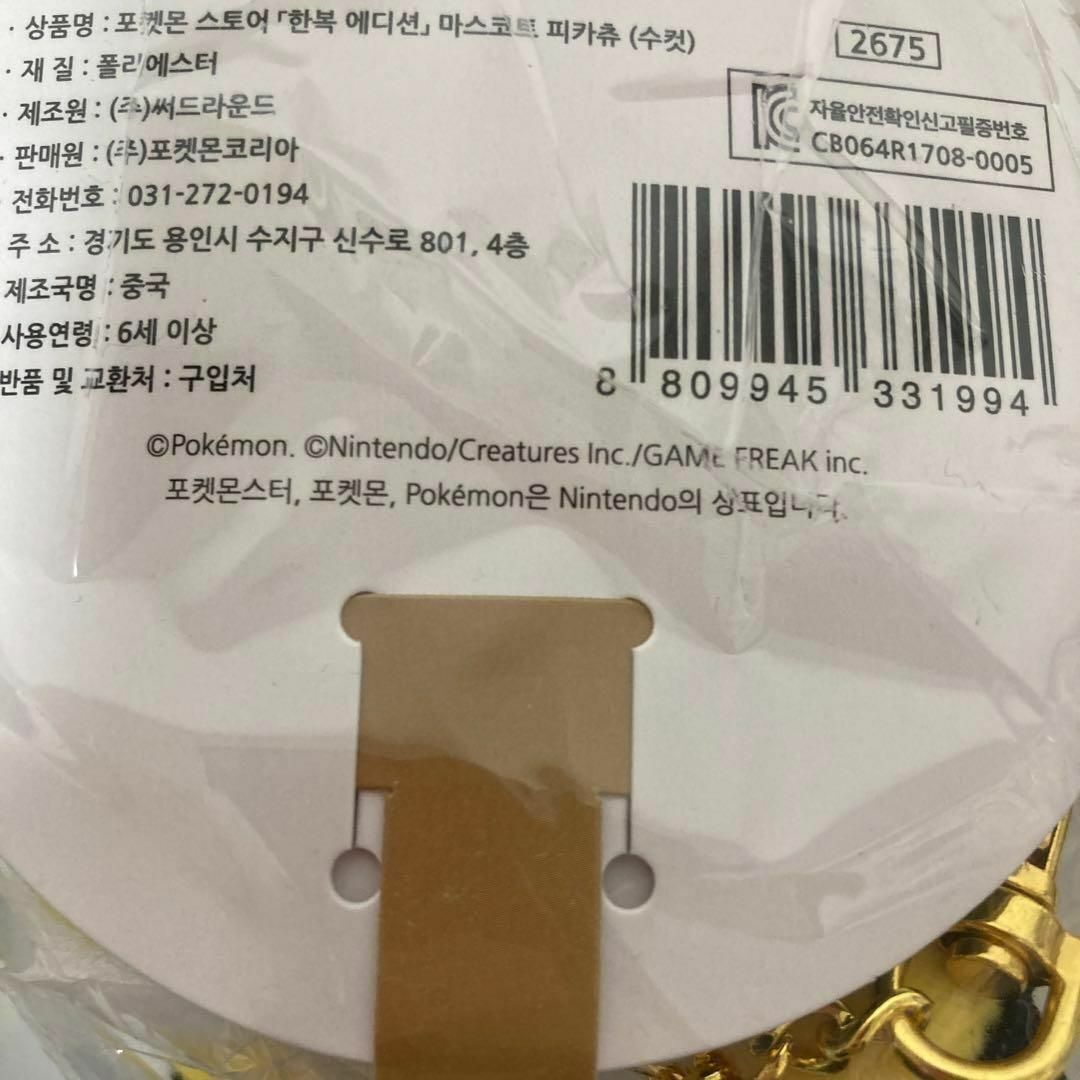 · 상품명 : 포켓몬 스토어 「한복 에디션」 마스코트 피카츄 (수컷)
· 재 질 : 폴리에스터
· 제조원 : (주)써드라운드
· 판매원 : (주)포켓몬코리아
· 전화번호 : 031-272-0194
주 소 : 경기도 용인시 수지구 신수로 801, 4층
제조국명 : 중국
사용연령 : 6세 이상
반품 및 교환처 : 구입처
2675
자율안전확인신고필증번호
CB064R1708-0005
8 809945 331994
©Pokémon. ©Nintendo/Creatures Inc./GAME FREAK inc.
포켓몬스터, 포켓몬, Pokémon은 Nintendo의 상표입니다.